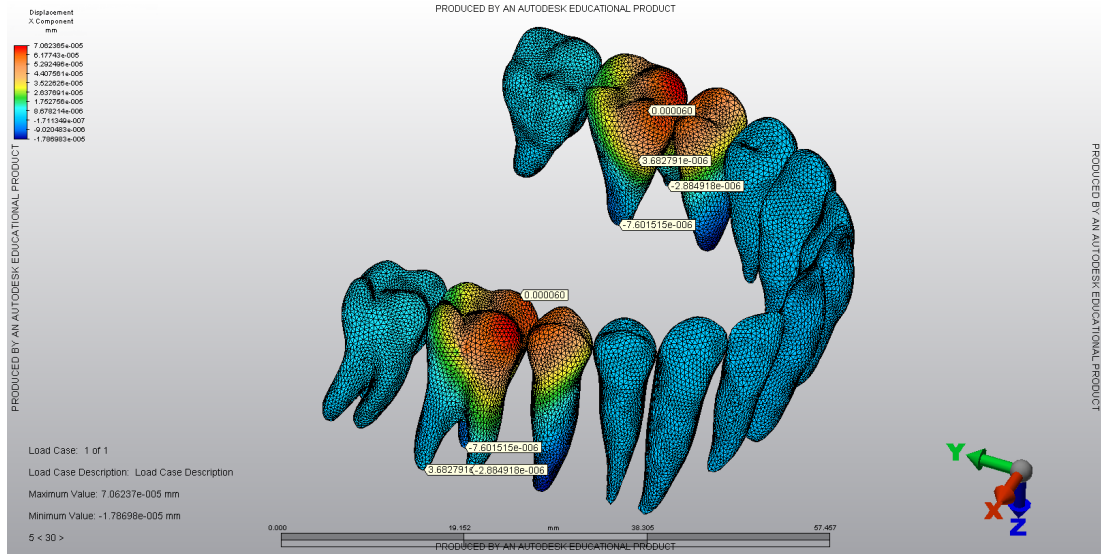 PRODUCED BY AN AUTODESK EDUCATIONAL PRODUCT
Displacement
X Component
mm
7.062365e-005
6.17743e-005
5.292496e-005
4.407561e-005
3.522626e-005
2.637691e-005
1.752756e-005
8.678214e-006
-1.711349e-007
-9.020483e-006
-1.786983e-005
PRODUCED BY AN AUTODESK EDUCATIONAL PRODUCT
PRODUCED BY AN AUTODESK EDUCATIONAL PRODUCT
0.000060
3.682791e-006
-2.884918e-006
-7.601515e-006
0.000060
-7.601515e-006
3.682791e
-2.884918e-006
Load Case: 1 of 1
Load Case Description: Load Case Description
Maximum Value: 7.06237e-005 mm
Minimum Value: -1.78698e-005 mm
5 < 30 >
0.000
19.152
mm
38.305
57.457
PRODUCED BY AN AUTODESK EDUCATIONAL PRODUCT
Y
X
Z